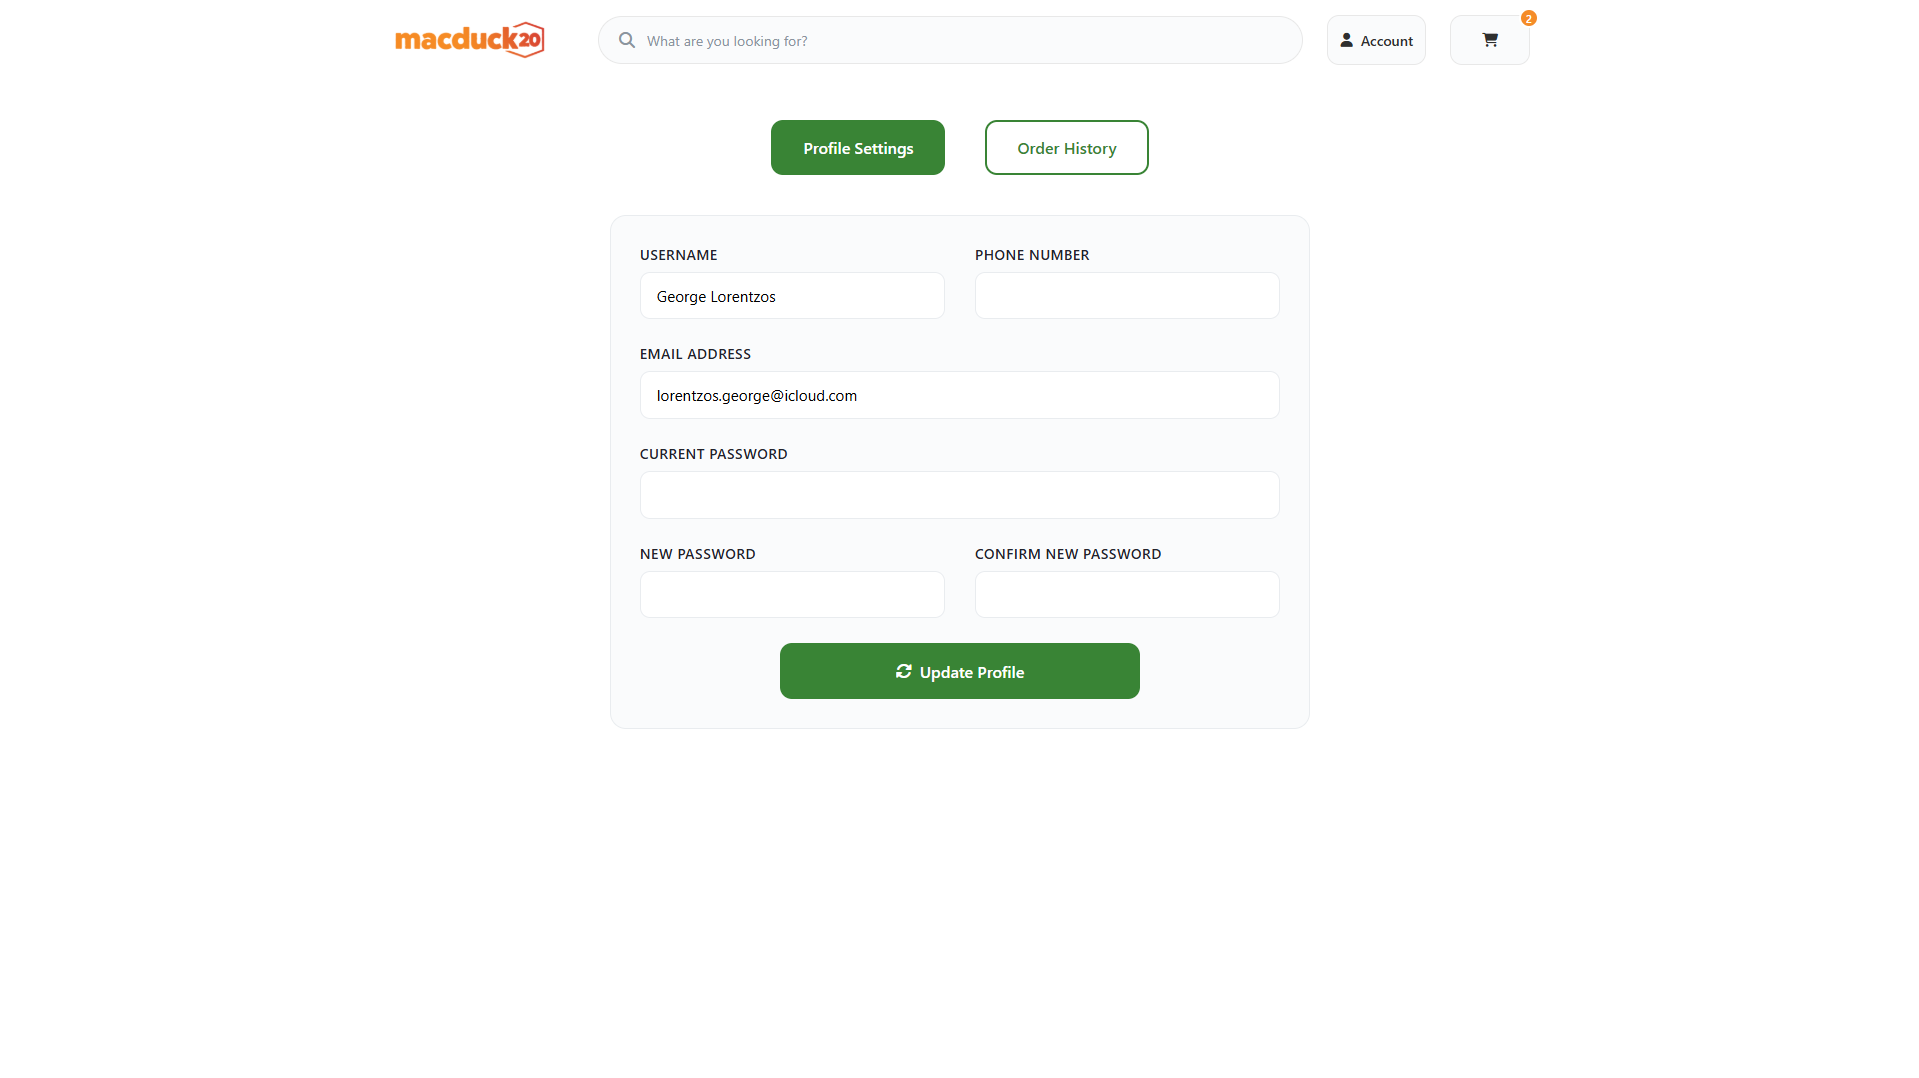 macduck20
What are you looking for?
Account
2
Profile Settings
Order History
USERNAME
PHONE NUMBER
George Lorentzos
EMAIL ADDRESS
lorentzos.george@icloud.com
CURRENT PASSWORD
NEW PASSWORD
CONFIRM NEW PASSWORD
Update Profile